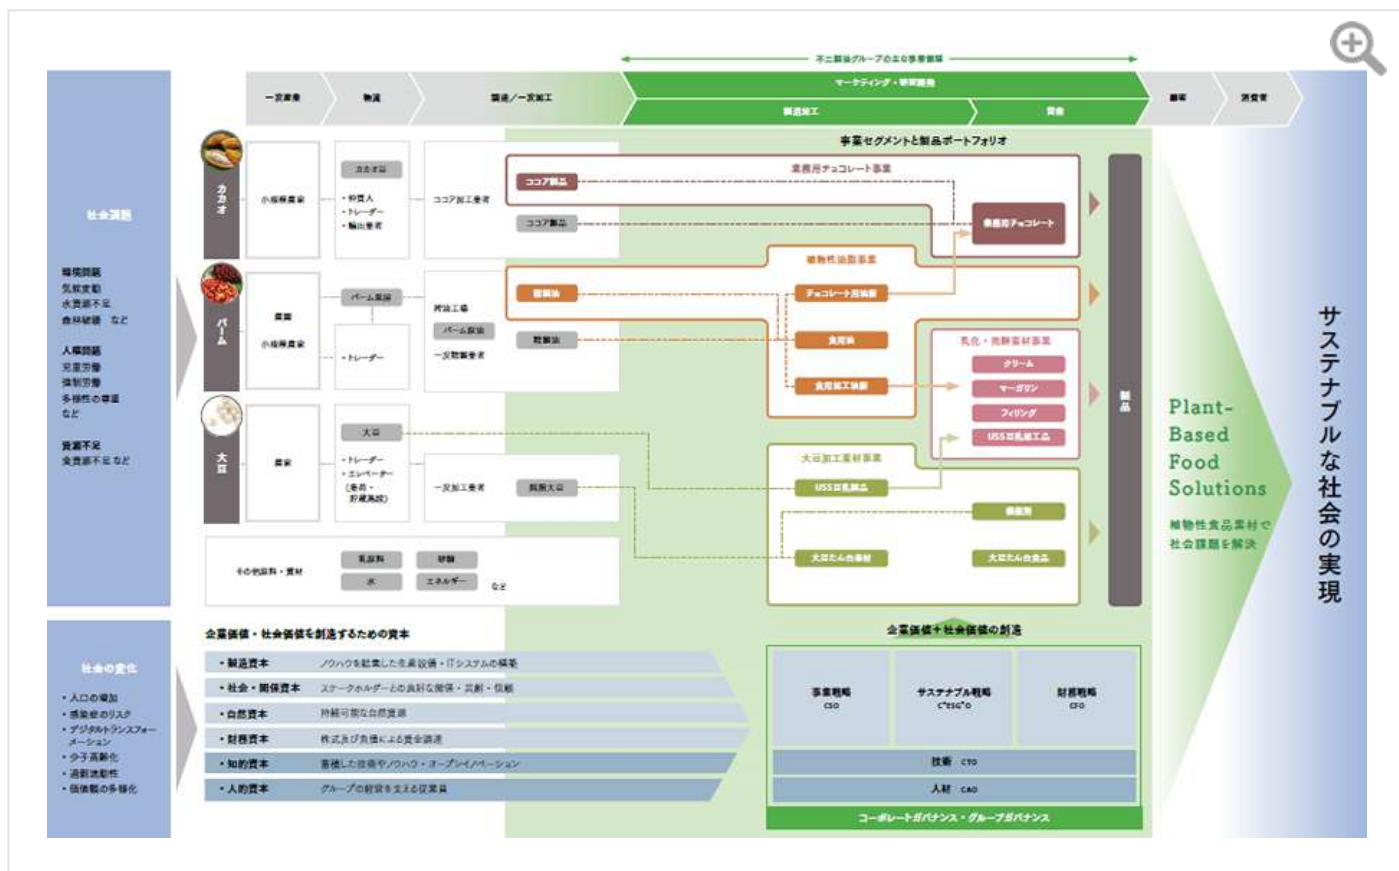 不二製油グループの主な事業領域
一次産業
物流
製造／一次加工
マーケティング・研究開発
製造加工
販売
顧客
消費者
事業セグメントと製品ポートフォリオ
社会課題
環境問題
気候変動
水資源不足
森林破壊 など
人権問題
児童労働
強制労働
多様性の尊重
など
資源不足
食資源不足など
カカオ
小規模農家
カカオ豆
・仲買人
・トレーダー
・輸出業者
ココア加工業者
ココア製品
ココア製品
業務用チョコレート事業
業務用チョコレート
パーム
農園
小規模農家
パーム果房
・トレーダー
搾油工場
パーム原油
一次精製業者
精製油
精製油
植物性油脂事業
チョコレート用油脂
食用油
食用加工油脂
乳化・発酵素材事業
クリーム
マーガリン
フィリング
USS豆乳加工品
大豆
農家
大豆
・トレーダー
・エレベーター
(集荷・
貯蔵施設)
一次加工業者
脱脂大豆
大豆加工素材事業
USS豆乳製品
機能剤
大豆たん白素材
大豆たん白食品
製品
その他原料・資材
乳原料
砂糖
水
エネルギー
など
Plant-
Based
Food
Solutions
植物性食品素材で
社会課題を解決
サステナブルな社会の実現
社会の変化
・人口の増加
・感染症のリスク
・デジタルトランスフォー
メーション
・少子高齢化
・過剰流動性
・価値観の多様化
企業価値・社会価値を創造するための資本
・製造資本 ノウハウを結集した生産設備・ITシステムの構築
・社会・関係資本 ステークホルダーとの良好な関係・共創・信頼
・自然資本 持続可能な自然資源
・財務資本 株式及び負債による資金調達
・知的資本 蓄積した技術やノウハウ・オープンイノベーション
・人的資本 グループの経営を支える従業員
企業価値＋社会価値の創造
事業戦略
CSO
サステナブル戦略
C"ESG"O
財務戦略
CFO
技術 CTO
人材 CAO
コーポレートガバナンス・グループガバナンス